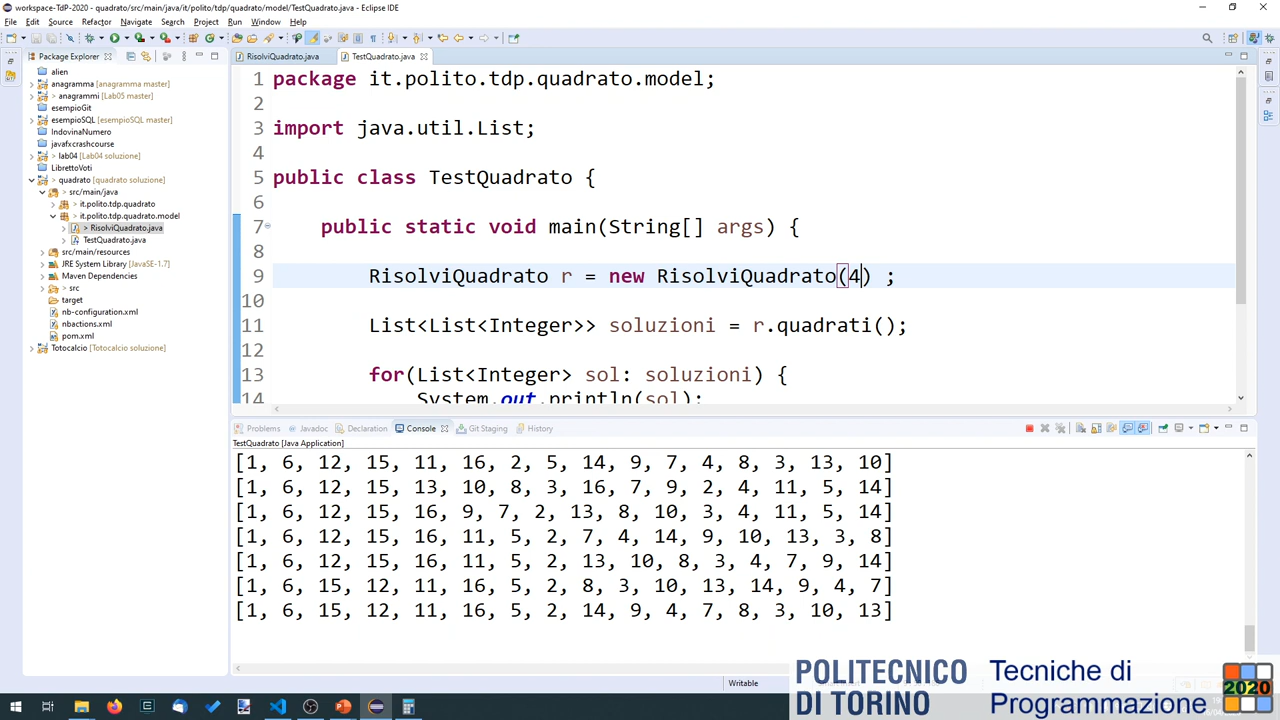 workspace-TdP-2020 - quadrato/src/main/java/it/polito/tdp/quadrato/model/TestQuadrato.java - Eclipse IDE
File Edit Source Refactor Navigate Search Project Run Window Help
Package Explorer
RisolviQuadrato.java
TestQuadrato.java
alien
anagramma [anagramma master]
> anagrammi [Lab05 master]
esempioGit
esempioSQL [esempioSQL master]
IndovinaNumero
javafxcrashcourse
> lab04 [Lab04 soluzione]
LibrettoVoti
> quadrato [quadrato soluzione]
> src/main/java
> it.polito.tdp.quadrato
> it.polito.tdp.quadrato.model
> RisolviQuadrato.java
TestQuadrato.java
src/main/resources
JRE System Library [JavaSE-1.7]
Maven Dependencies
> src
target
nb-configuration.xml
nbactions.xml
pom.xml
Totocalcio [Totocalcio soluzione]
1 package it.polito.tdp.quadrato.model;
2
3 import java.util.List;
4
5 public class TestQuadrato {
6
7 public static void main(String[] args) {
8
9 RisolviQuadrato r = new RisolviQuadrato(4) ;
10
11 List<List<Integer>> soluzioni = r.quadrati();
12
13 for(List<Integer> sol: soluzioni) {
14 System.out.println(sol);
Problems Javadoc Declaration Console Git Staging History
TestQuadrato [Java Application]
[1, 6, 12, 15, 11, 16, 2, 5, 14, 9, 7, 4, 8, 3, 13, 10]
[1, 6, 12, 15, 13, 10, 8, 3, 16, 7, 9, 2, 4, 11, 5, 14]
[1, 6, 12, 15, 16, 9, 7, 2, 13, 8, 10, 3, 4, 11, 5, 14]
[1, 6, 12, 15, 16, 11, 5, 2, 7, 4, 14, 9, 10, 13, 3, 8]
[1, 6, 12, 15, 16, 11, 5, 2, 13, 10, 8, 3, 4, 7, 9, 14]
[1, 6, 15, 12, 11, 16, 5, 2, 8, 3, 10, 13, 14, 9, 4, 7]
[1, 6, 15, 12, 11, 16, 5, 2, 14, 9, 4, 7, 8, 3, 10, 13]
Writable
POLITECNICO
DI TORINO
Tecniche di
Programmazione
2020